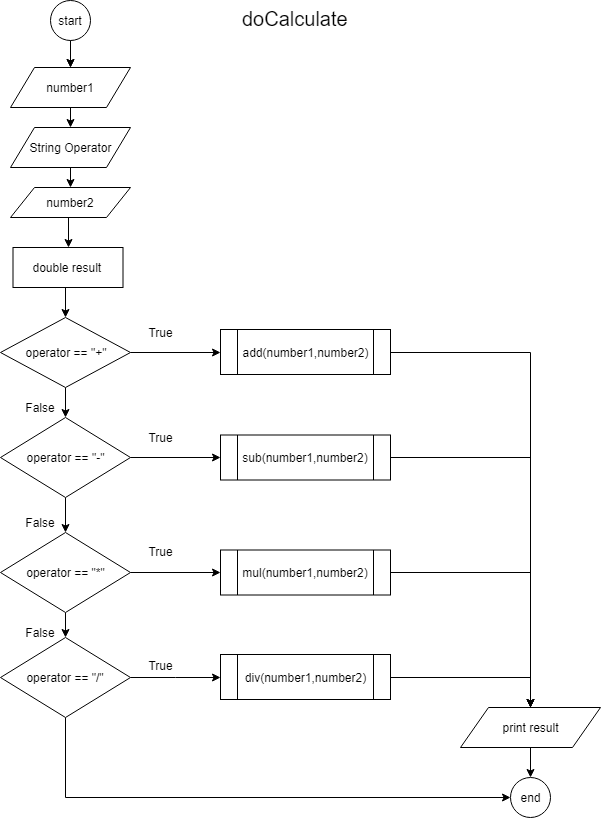 doCalculate
start
number1
String Operator
number2
double result
operator == "+"
True
add(number1,number2)
False
operator == "-"
True
sub(number1,number2)
False
operator == "*"
True
mul(number1,number2)
False
operator == "/"
True
div(number1,number2)
print result
end